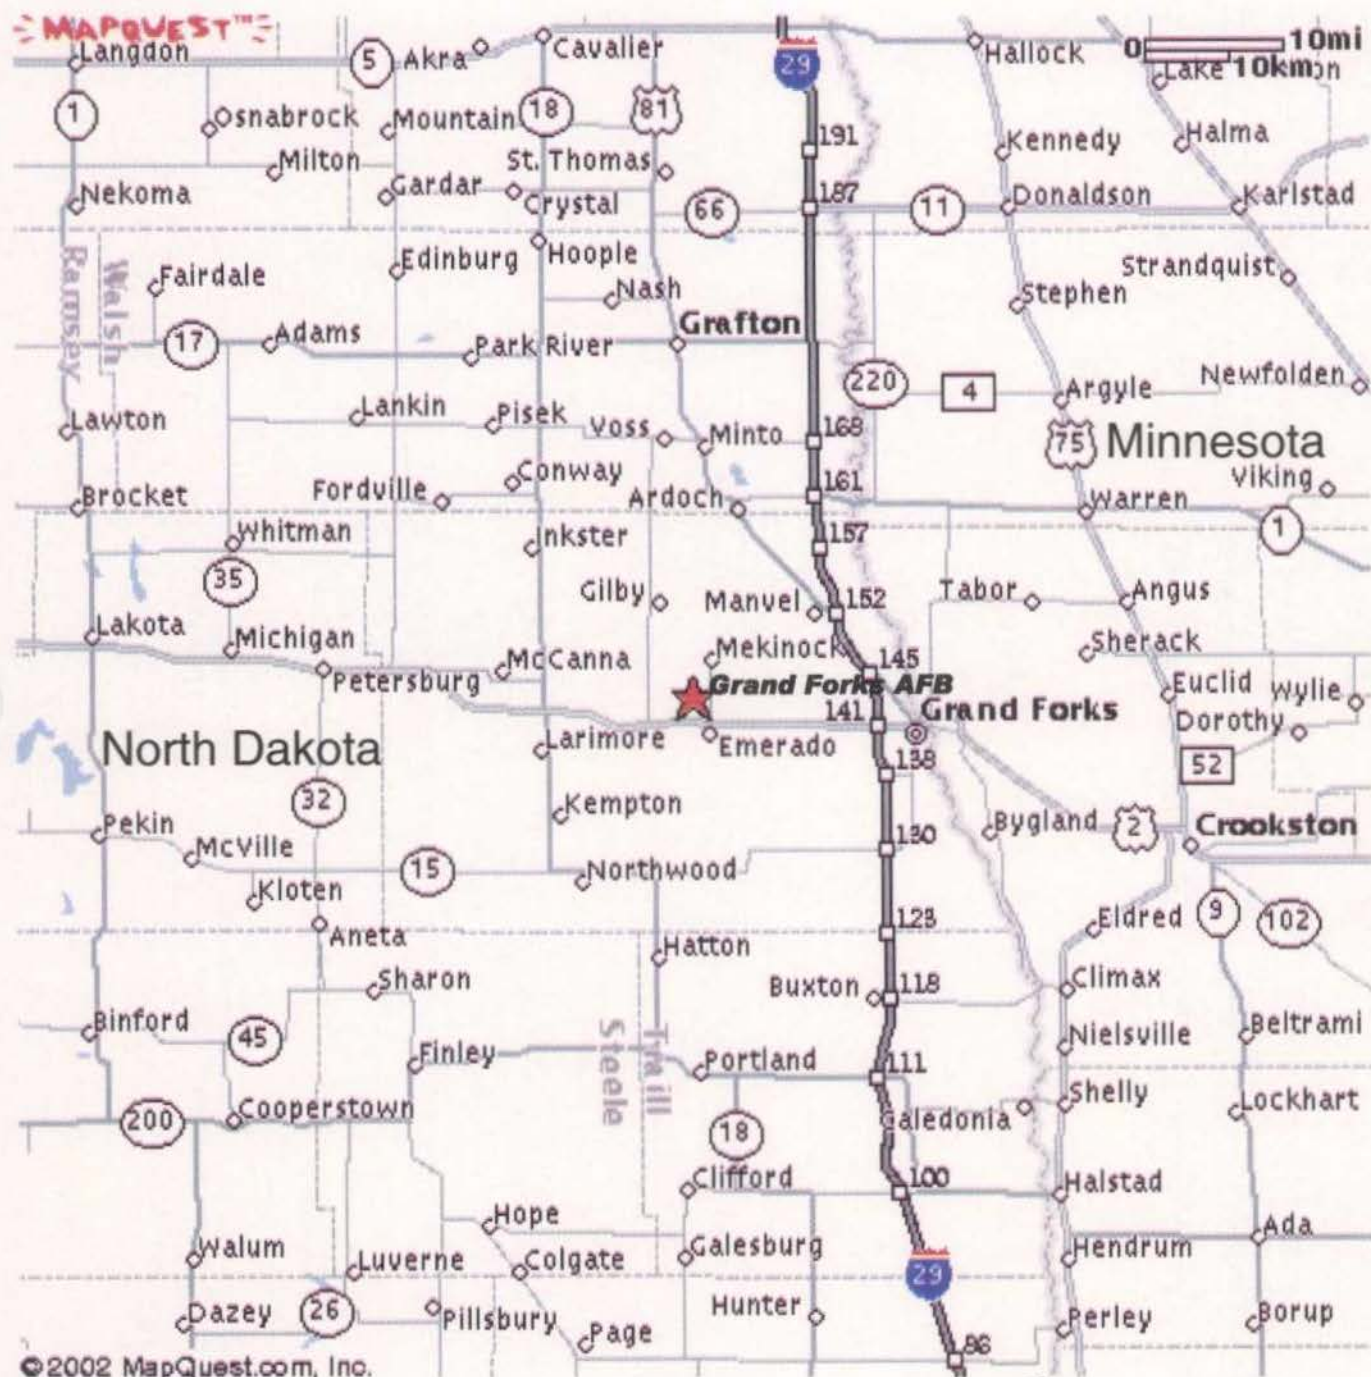 MAPQUEST™
Langdon
5
Akra
Cavalier
29
Hallock
0 10mi
10km
Lake
1
Osnabrock
Mountain
18
81
191
Kennedy
Halma
Milton
St. Thomas
Nekoma
Gardar
Crystal
66
187
11
Donaldson
Karlstad
Ramsey
Walsh
Fairdale
Edinburg
Hoople
Nash
Strandquist
Stephen
17
Adams
Park River
Grafton
220
4
Argyle
Newfolden
Lawton
Lankin
Pisek
Voss
Minto
168
75
Minnesota
Brocket
Fordville
Conway
Ardoch
161
Warren
Viking
Whitman
Inkster
157
1
35
Gilby
Manvel
152
Tabor
Angus
Lakota
Michigan
McCanna
Mekinock
145
Sherack
Petersburg
Grand Forks AFB
Euclid
Wylie
141
Grand Forks
Dorothy
North Dakota
Larimore
Emerado
138
52
32
Kempton
Bygland
2
Crookston
Pekin
McVille
15
Northwood
130
Kloten
Aneta
Hatton
123
Eldred
9
102
Sharon
Buxton
118
Climax
Binford
45
Finley
Steele
Traill
Portland
111
Nielsville
Beltrami
200
Cooperstown
18
Caledonia
Shelly
Lockhart
Clifford
100
Halstad
Hope
Walum
Luverne
Colgate
Galesburg
29
Hendrum
Ada
Dazey
26
Pillsbury
Page
Hunter
86
Perley
Borup
©2002 MapQuest.com, Inc.